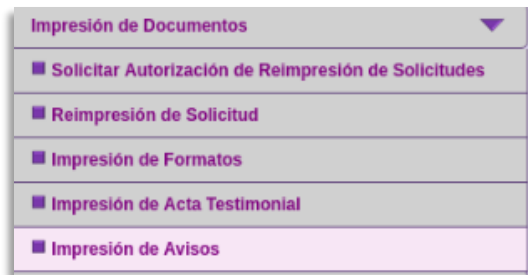 Impresión de Documentos
Solicitar Autorización de Reimpresión de Solicitudes
Reimpresión de Solicitud
Impresión de Formatos
Impresión de Acta Testimonial
Impresión de Avisos